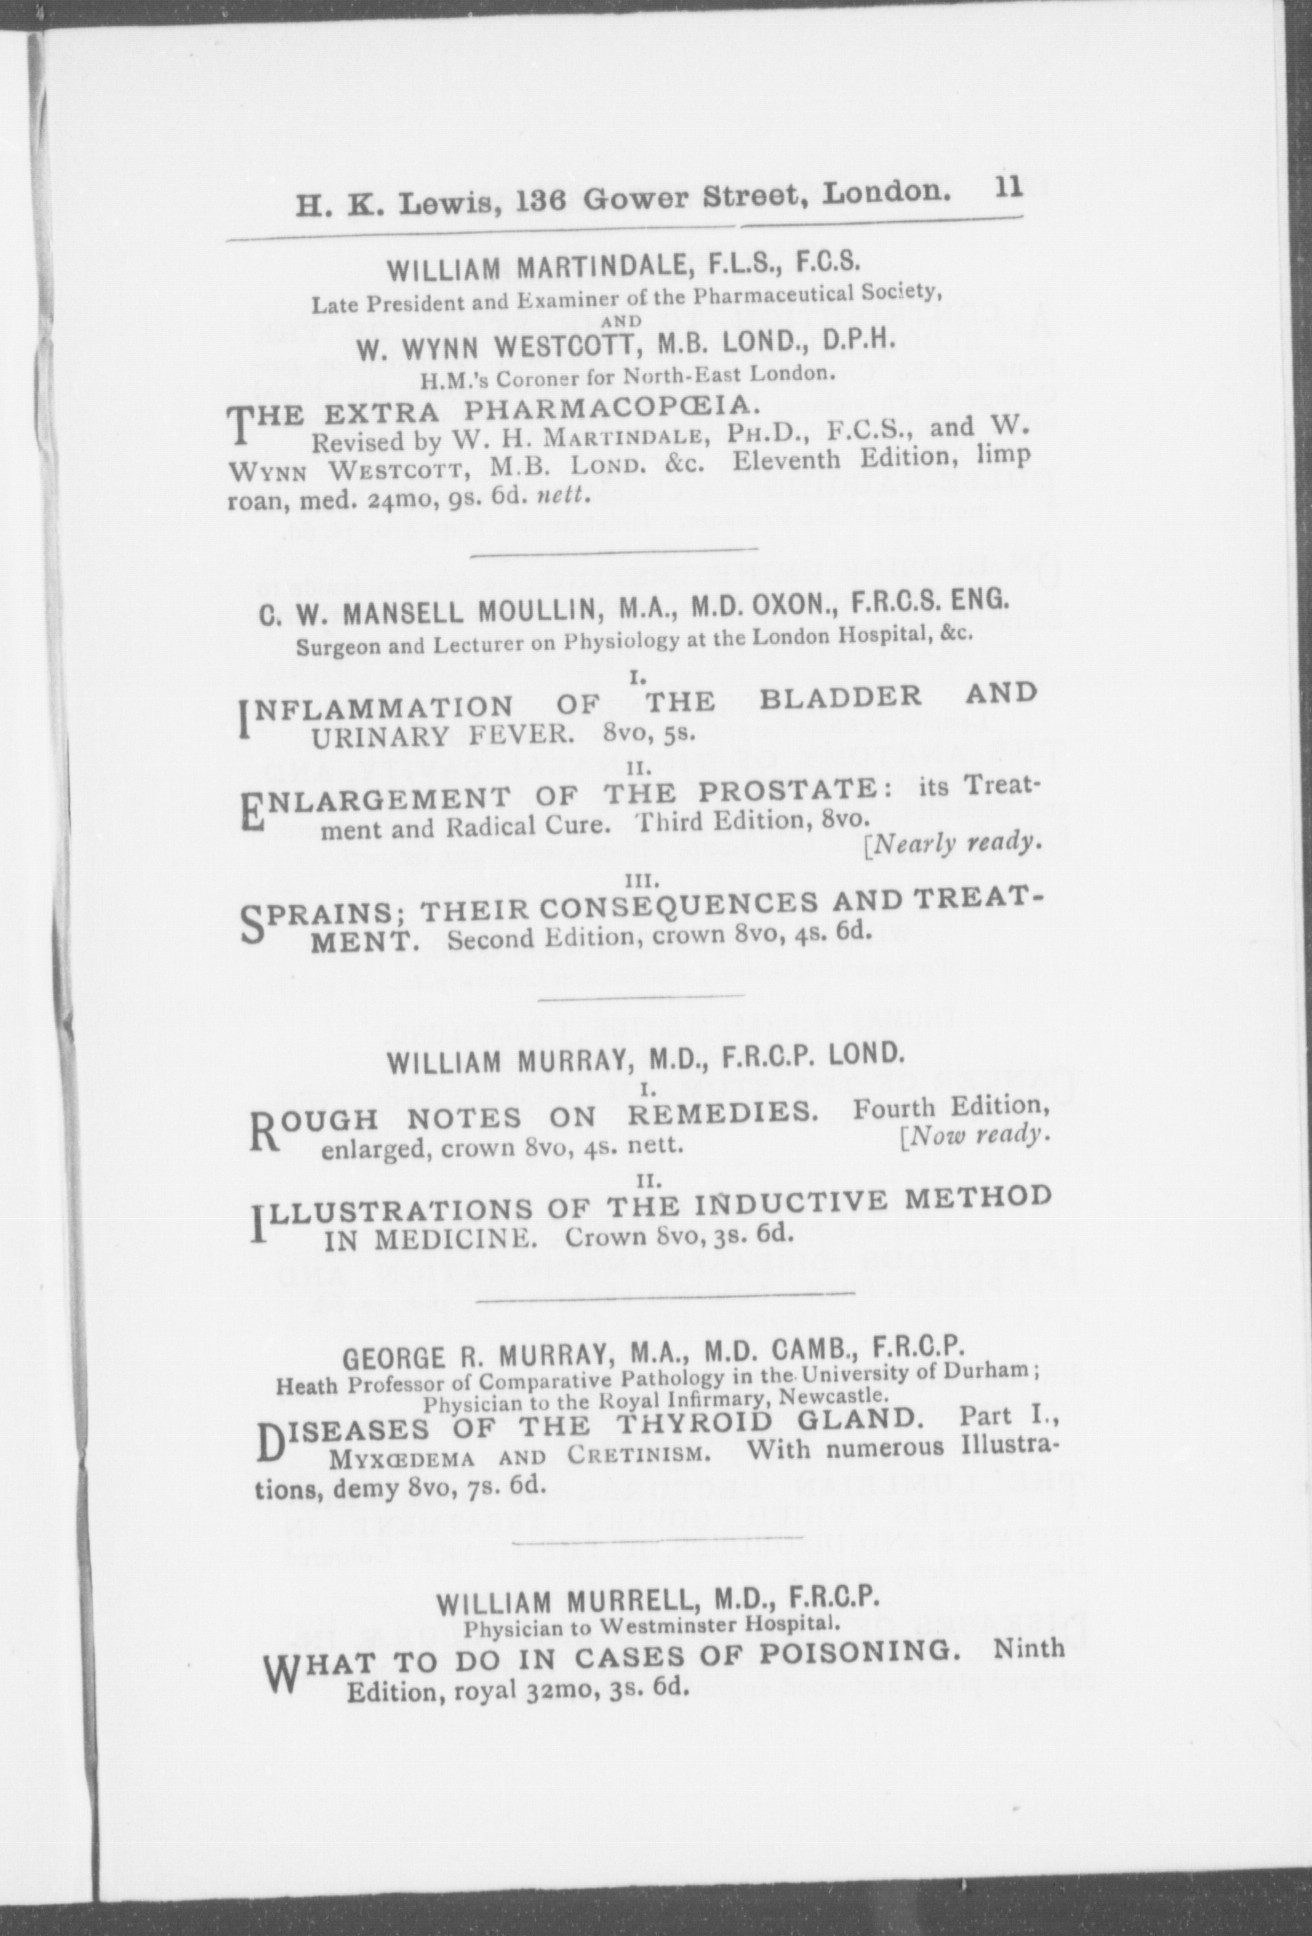 H. K. Lewis, 136 Gower Street, London. 11
WILLIAM MARTINDALE, F.L.S., F.C.S.
Late President and Examiner of the Pharmaceutical Society,
AND
W. WYNN WESTCOTT, M.B. LOND., D.P.H.
H.M.'s Coroner for North-East London.
THE EXTRA PHARMACOPŒIA.
Revised by W. H. MARTINDALE, PH.D., F.C.S., and W.
WYNN WESTCOTT, M.B. LOND. &c. Eleventh Edition, limp
roan, med. 24mo, 9s. 6d. nett.
C. W. MANSELL MOULLIN, M.A., M.D. OXON., F.R.C.S. ENG.
Surgeon and Lecturer on Physiology at the London Hospital, &c.
I.
INFLAMMATION OF THE BLADDER AND
URINARY FEVER. 8vo, 5s.
II.
ENLARGEMENT OF THE PROSTATE: its Treat-
ment and Radical Cure. Third Edition, 8vo.
[Nearly ready.
III.
SPRAINS; THEIR CONSEQUENCES AND TREAT-
MENT. Second Edition, crown 8vo, 4s. 6d.
WILLIAM MURRAY, M.D., F.R.C.P. LOND.
I.
ROUGH NOTES ON REMEDIES. Fourth Edition,
enlarged, crown 8vo, 4s. nett. [Now ready.
II.
ILLUSTRATIONS OF THE INDUCTIVE METHOD
IN MEDICINE. Crown 8vo, 3s. 6d.
GEORGE R. MURRAY, M.A., M.D. CAMB., F.R.C.P.
Heath Professor of Comparative Pathology in the University of Durham;
Physician to the Royal Infirmary, Newcastle.
DISEASES OF THE THYROID GLAND. Part I.,
MYXŒDEMA AND CRETINISM. With numerous Illustra-
tions, demy 8vo, 7s. 6d.
WILLIAM MURRELL, M.D., F.R.C.P.
Physician to Westminster Hospital.
WHAT TO DO IN CASES OF POISONING. Ninth
Edition, royal 32mo, 3s. 6d.